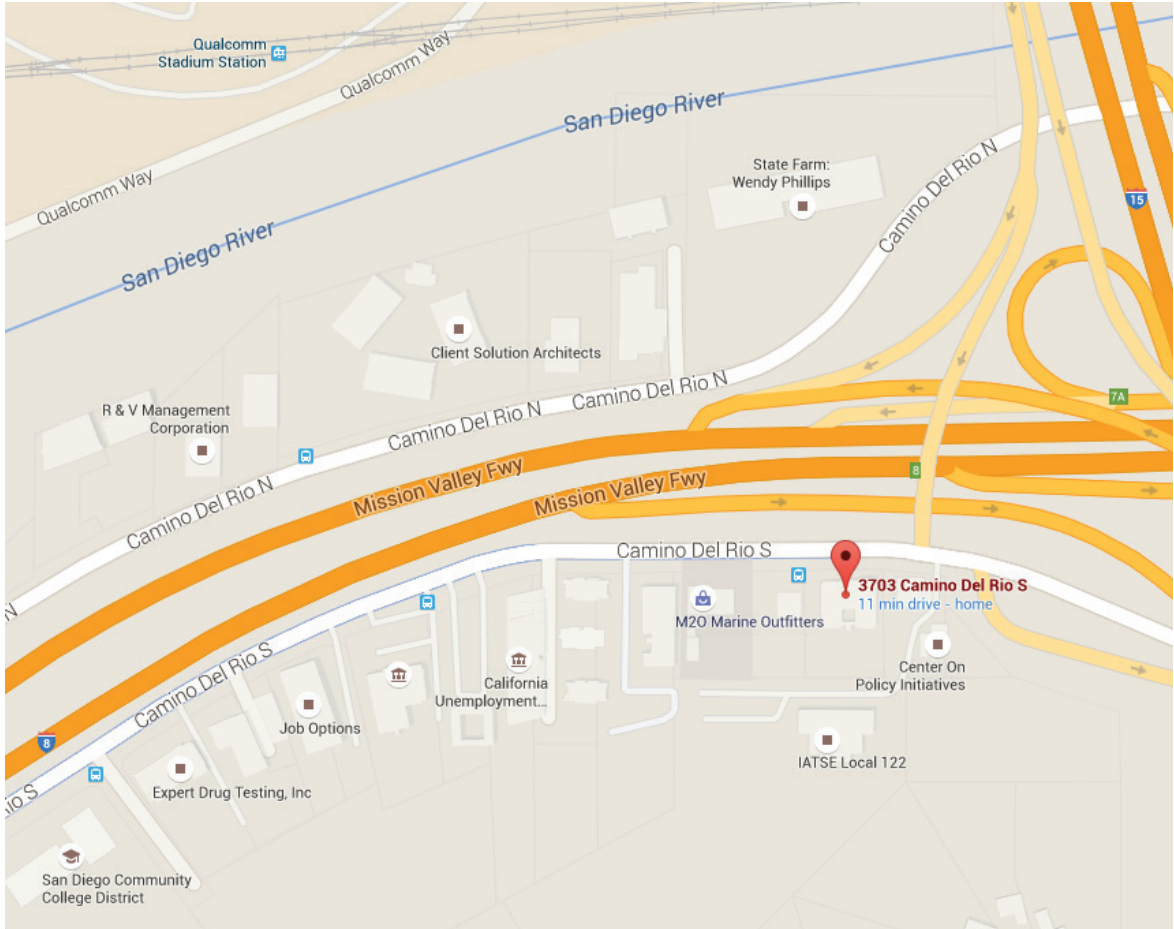 Qualcomm
Stadium Station
Qualcomm Way
San Diego River
State Farm:
Wendy Phillips
Camino Del Rio N
15
Qualcomm Way
San Diego River
Client Solution Architects
Camino Del Rio N
7A
R & V Management
Corporation
Camino Del Rio N
8
Mission Valley Fwy
Mission Valley Fwy
Camino Del Rio N
Camino Del Rio S
3703 Camino Del Rio S
11 min drive - home
N
M2O Marine Outfitters
Center On
Policy Initiatives
Camino Del Rio S
California
Unemployment...
Job Options
8
IATSE Local 122
Expert Drug Testing, Inc
Rio S
San Diego Community
College District